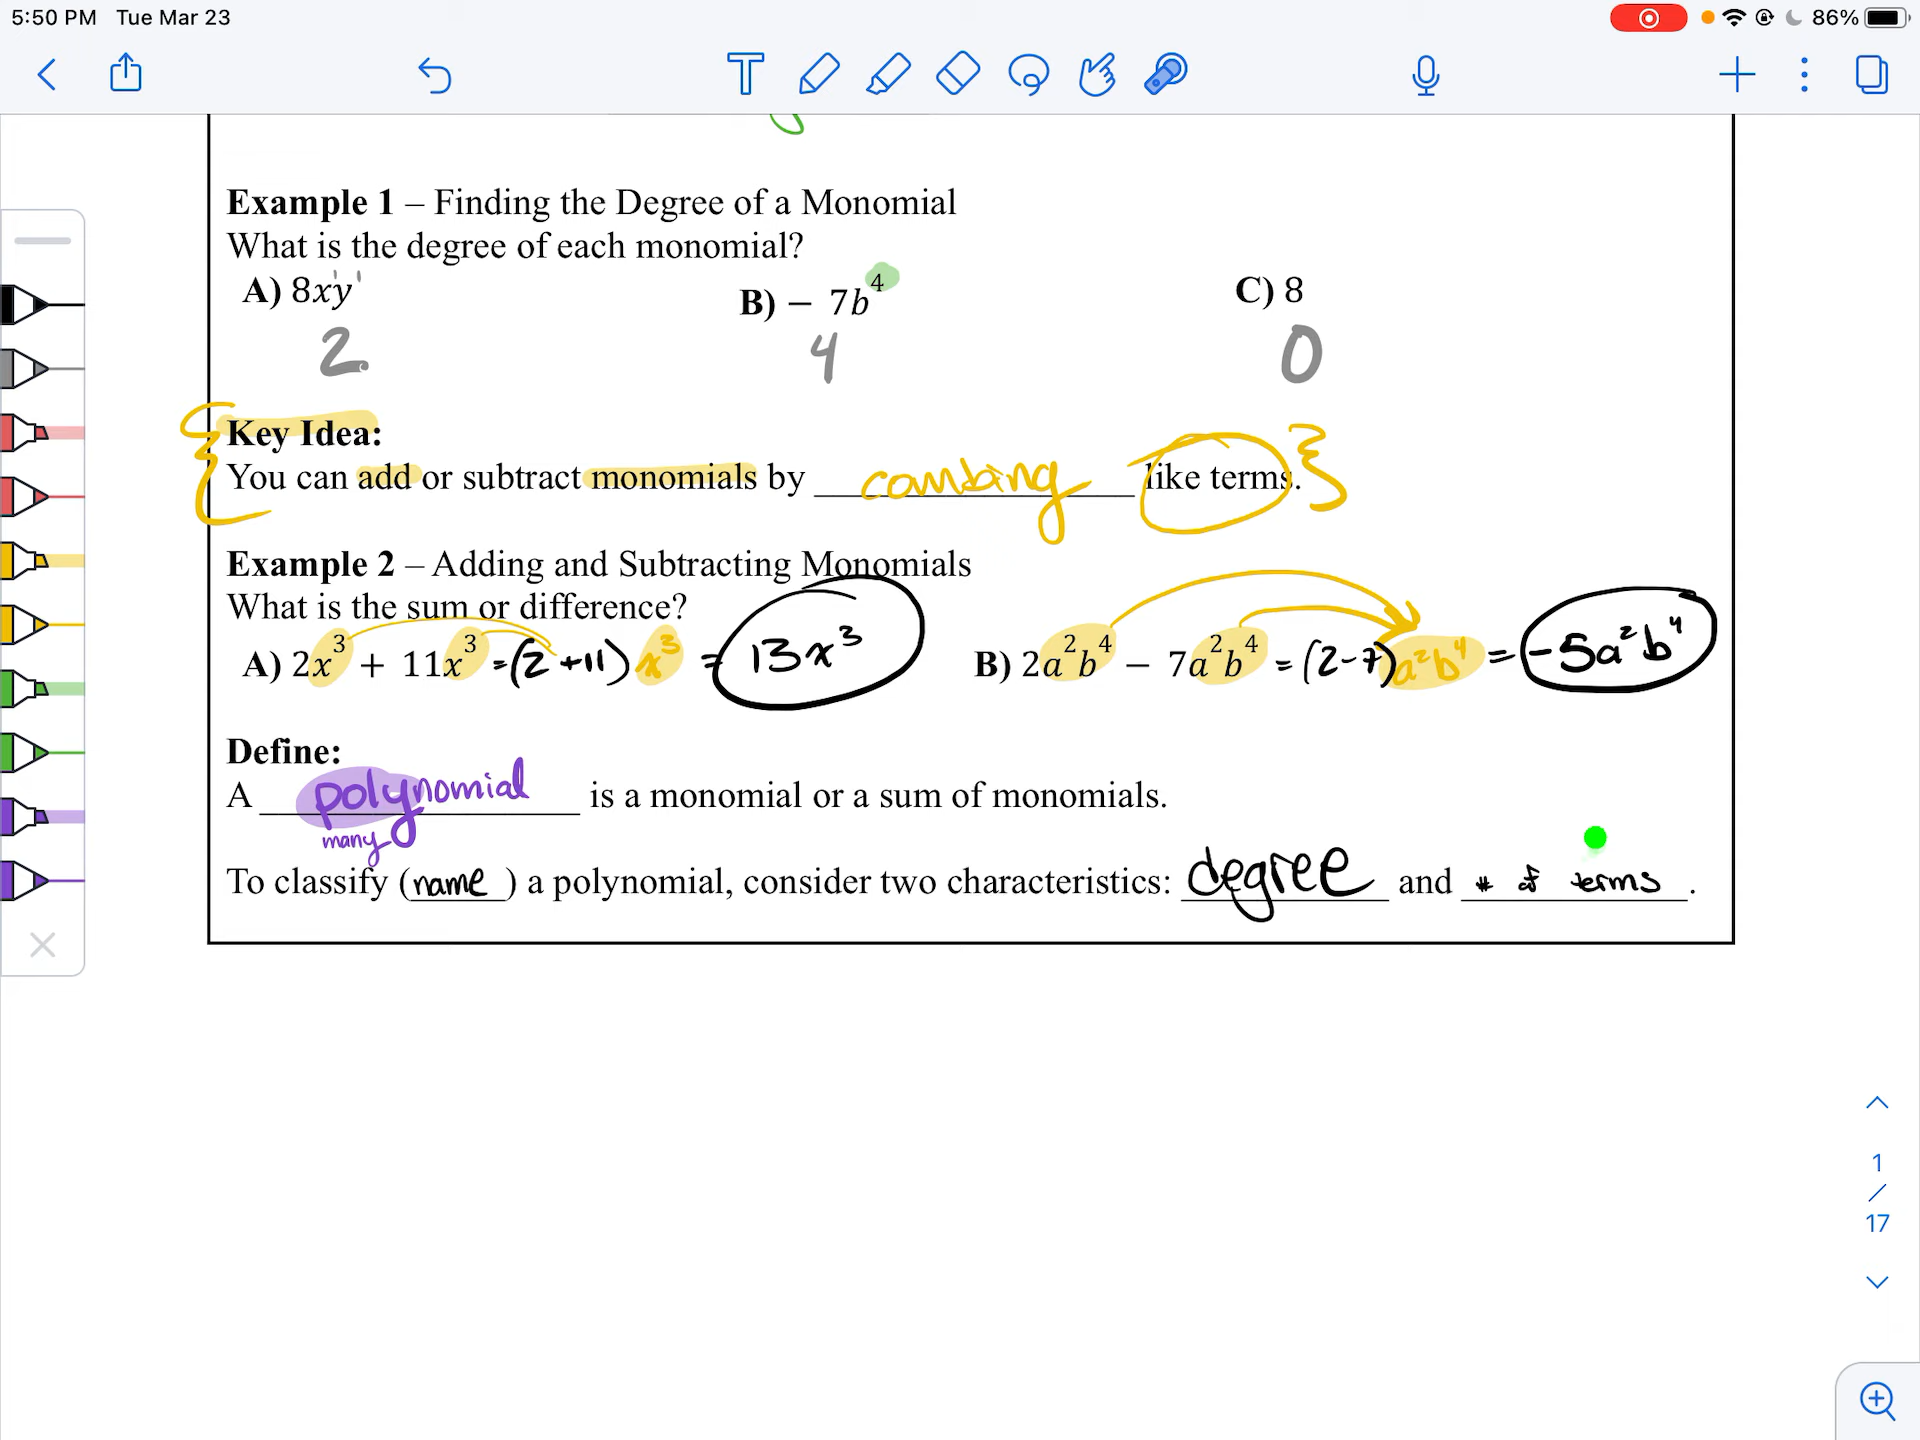 5:50 PM Tue Mar 23 86%
Example 1 – Finding the Degree of a Monomial
What is the degree of each monomial?
A) 8x¹y¹ B) – 7b⁴ C) 8
2 4 0
Key Idea:
You can add or subtract monomials by combing like terms.
Example 2 – Adding and Subtracting Monomials
What is the sum or difference?
A) 2x³ + 11x³ = (2+11) x³ = 13x³ B) 2a²b⁴ – 7a²b⁴ = (2-7) a²b⁴ = -5a²b⁴
Define:
A polynomial is a monomial or a sum of monomials.
many
To classify (name) a polynomial, consider two characteristics: degree and # of terms.
1
/
17